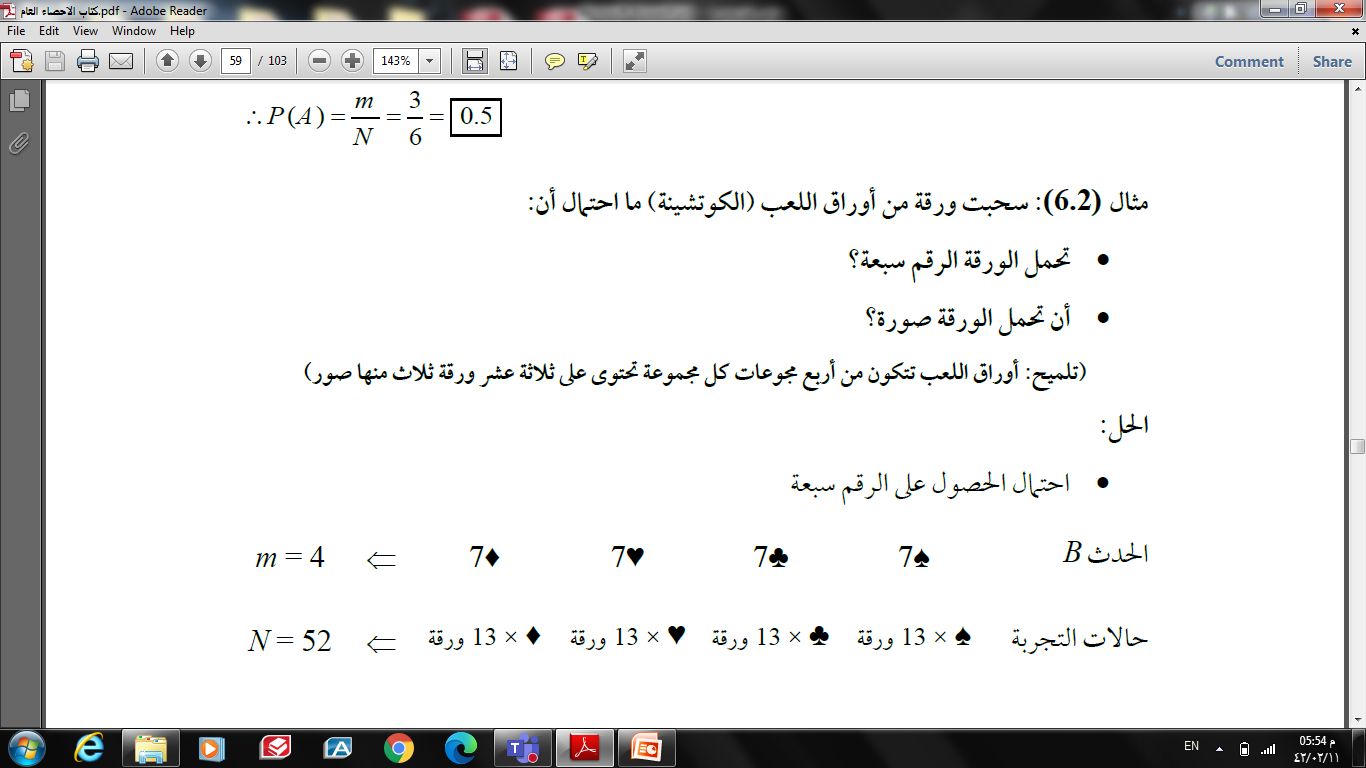 كتاب الاحصاء العام.pdf - Adobe Reader
File Edit View Window Help
59 / 103 143% Comment Share
∴ P(A) = m/N = 3/6 = 0.5
مثال (6.2): سحبت ورقة من أوراق اللعب (الكوتشينة) ما احتمال أن:
• تحمل الورقة الرقم سبعة؟
• أن تحمل الورقة صورة؟
(تلميح: أوراق اللعب تتكون من أربع مجموعات كل مجموعة تحتوى على ثلاثة عشر ورقة ثلاث منها صور)
الحل:
• احتمال الحصول على الرقم سبعة
الحدث B 7♠ 7♣ 7♥ 7♦ ⇐ m = 4
حالات التجربة ♠ × 13 ورقة ♣ × 13 ورقة ♥ × 13 ورقة ♦ × 13 ورقة ⇐ N = 52
EN 05:54 م
٤٢/٠٢/١١